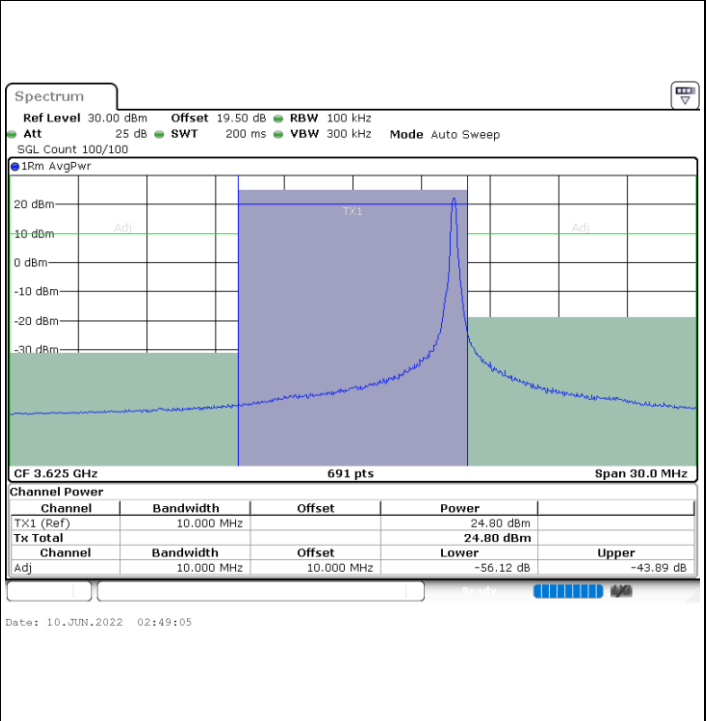 Spectrum
Ref Level 30.00 dBm Offset 19.50 dB RBW 100 kHz
Att 25 dB SWT 200 ms VBW 300 kHz Mode Auto Sweep
SGL Count 100/100
1Rm AvgPwr
20 dBm
TX1
Adj Adj
10 dBm
0 dBm
-10 dBm
-20 dBm
-30 dBm
CF 3.625 GHz 691 pts Span 30.0 MHz
Channel Power
Channel Bandwidth Offset Power
TX1 (Ref) 10.000 MHz 24.80 dBm
Tx Total 24.80 dBm
Channel Bandwidth Offset Lower Upper
Adj 10.000 MHz 10.000 MHz -56.12 dB -43.89 dB
Ready
Date: 10.JUN.2022 02:49:05